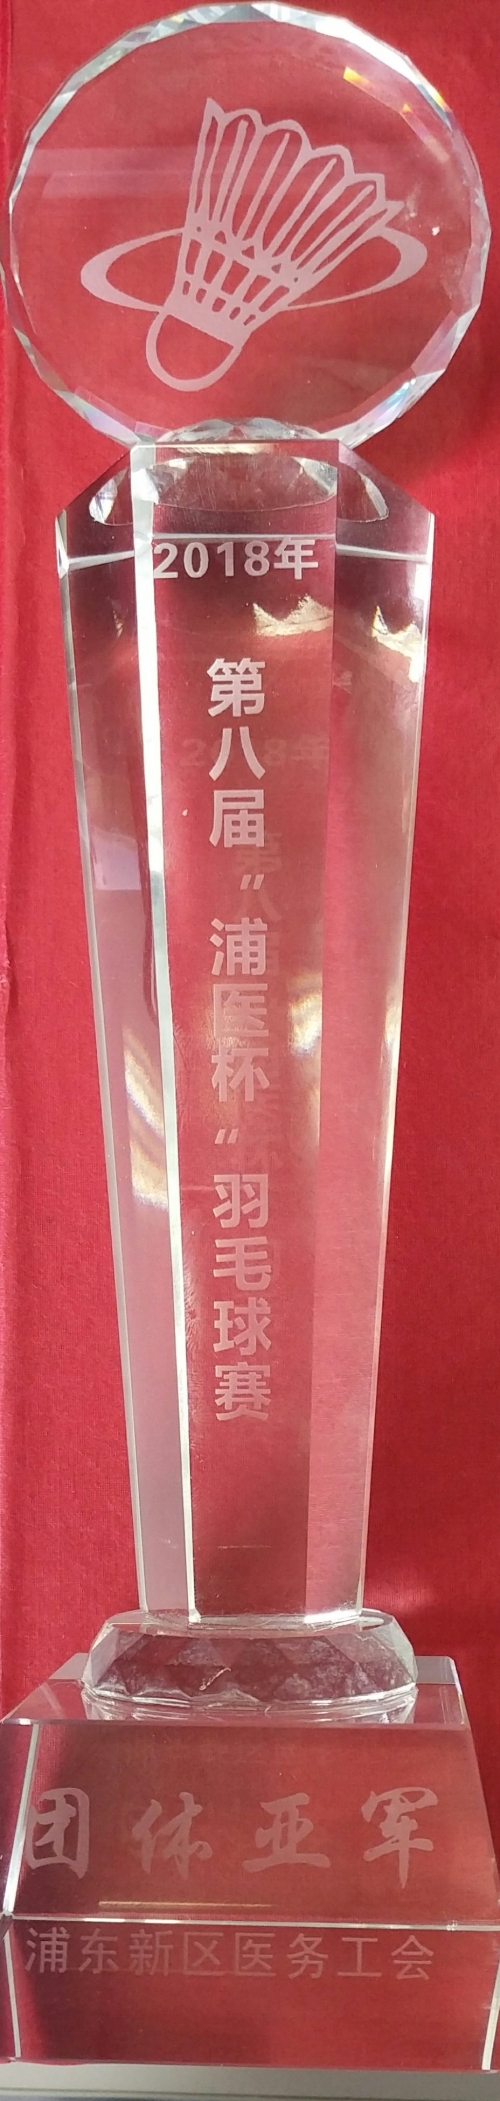 2018年
第八届“浦医杯“羽毛球赛
团体亚军
浦东新区医务工会